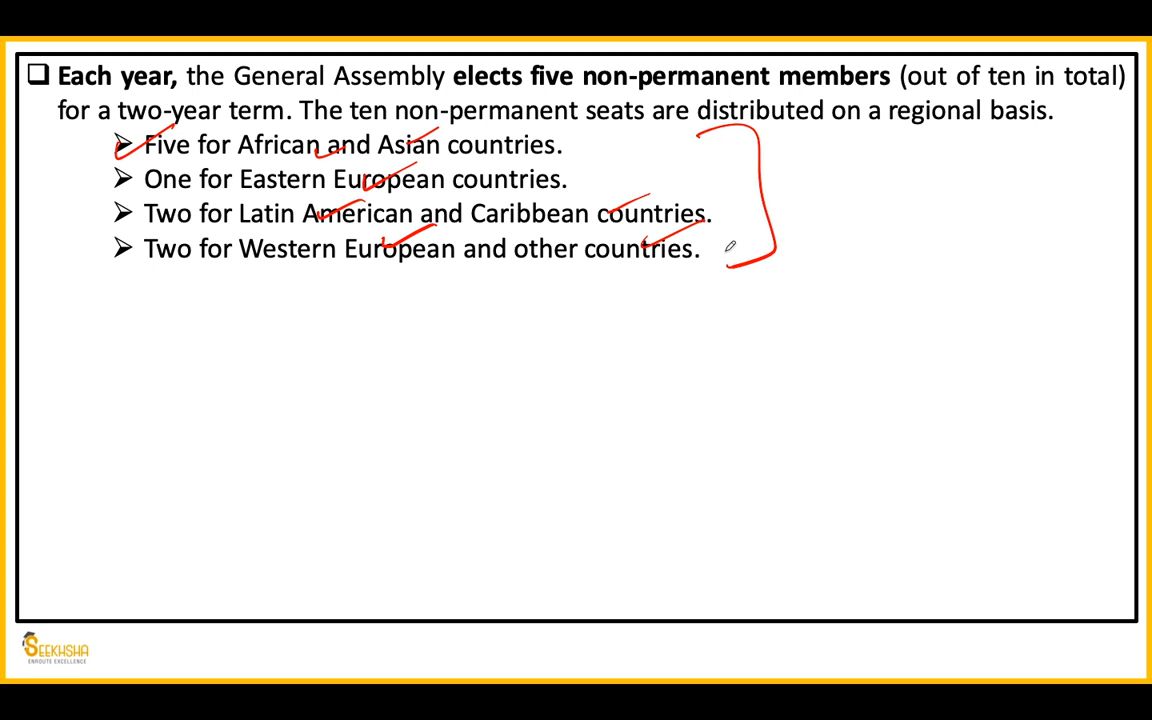 Each year, the General Assembly elects five non-permanent members (out of ten in total)
for a two-year term. The ten non-permanent seats are distributed on a regional basis.
Five for African and Asian countries.
One for Eastern European countries.
Two for Latin American and Caribbean countries.
Two for Western European and other countries.
SEEKHSHA
ENROUTE EXCELLENCE